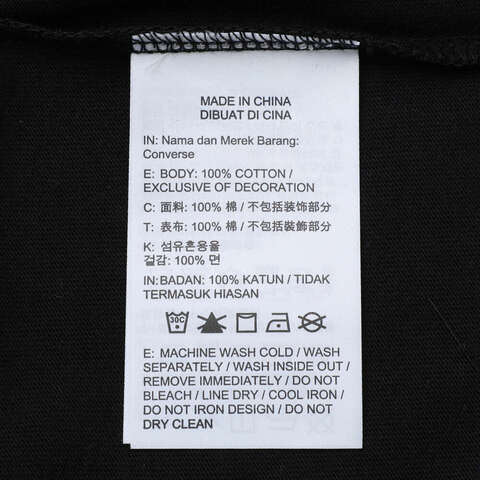 MADE IN CHINA
DIBUAT DI CINA
IN: Nama dan Merek Barang:
Converse
E: BODY: 100% COTTON /
EXCLUSIVE OF DECORATION
C: 面料: 100% 棉 / 不包括装饰部分
T: 表布: 100% 棉 / 不包括裝飾部分
K: 섬유혼용율
겉감: 100% 면
IN:BADAN: 100% KATUN / TIDAK
TERMASUK HIASAN
30C
E: MACHINE WASH COLD / WASH
SEPARATELY / WASH INSIDE OUT /
REMOVE IMMEDIATELY / DO NOT
BLEACH / LINE DRY / COOL IRON /
DO NOT IRON DESIGN / DO NOT
DRY CLEAN